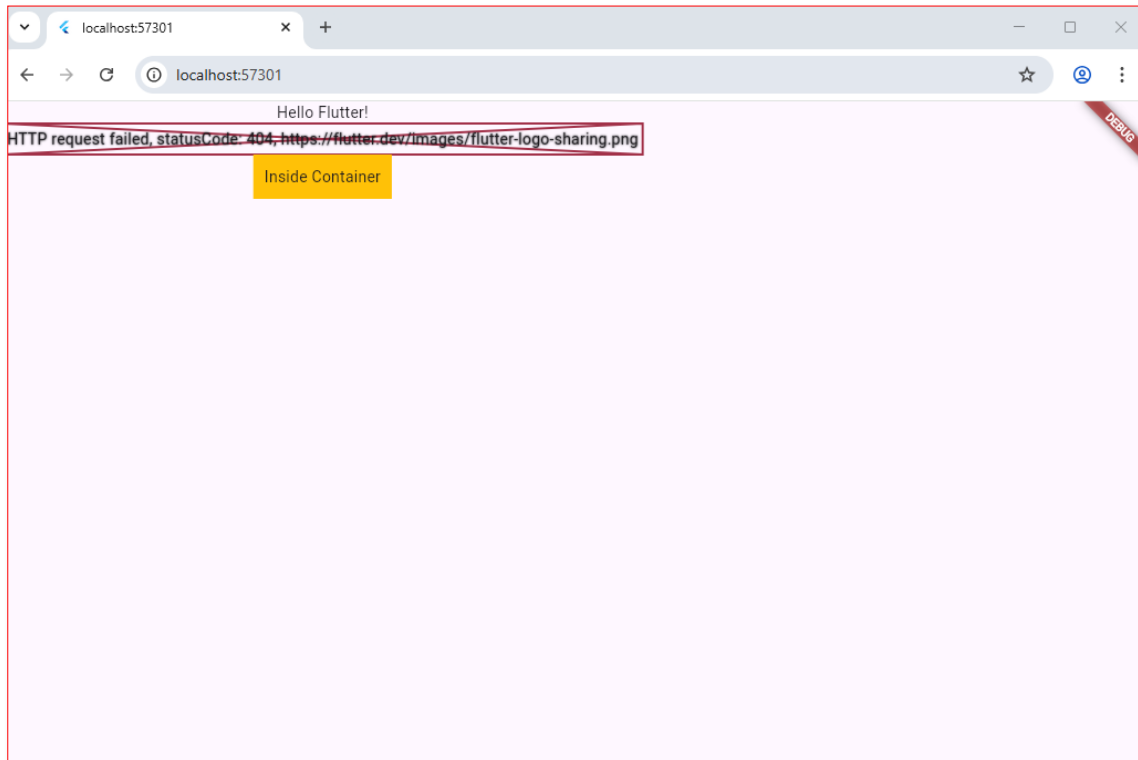 localhost:57301
localhost:57301
Hello Flutter!
DEBUG
HTTP request failed, statusCode: 404, https://flutter.dev/images/flutter-logo-sharing.png
Inside Container